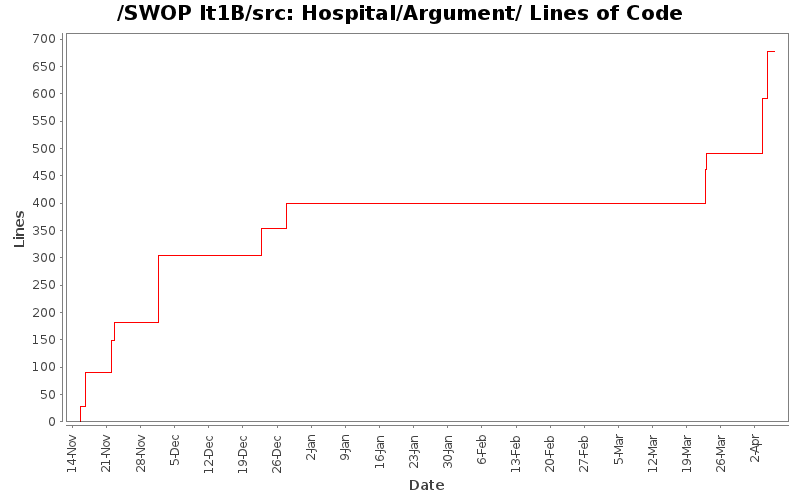 /SWOP It1B/src: Hospital/Argument/ Lines of Code
700
650
600
550
500
450
400
350
300
250
200
150
100
50
0
Lines
14-Nov
21-Nov
28-Nov
5-Dec
12-Dec
19-Dec
26-Dec
2-Jan
9-Jan
16-Jan
23-Jan
30-Jan
6-Feb
13-Feb
20-Feb
27-Feb
5-Mar
12-Mar
19-Mar
26-Mar
2-Apr
Date